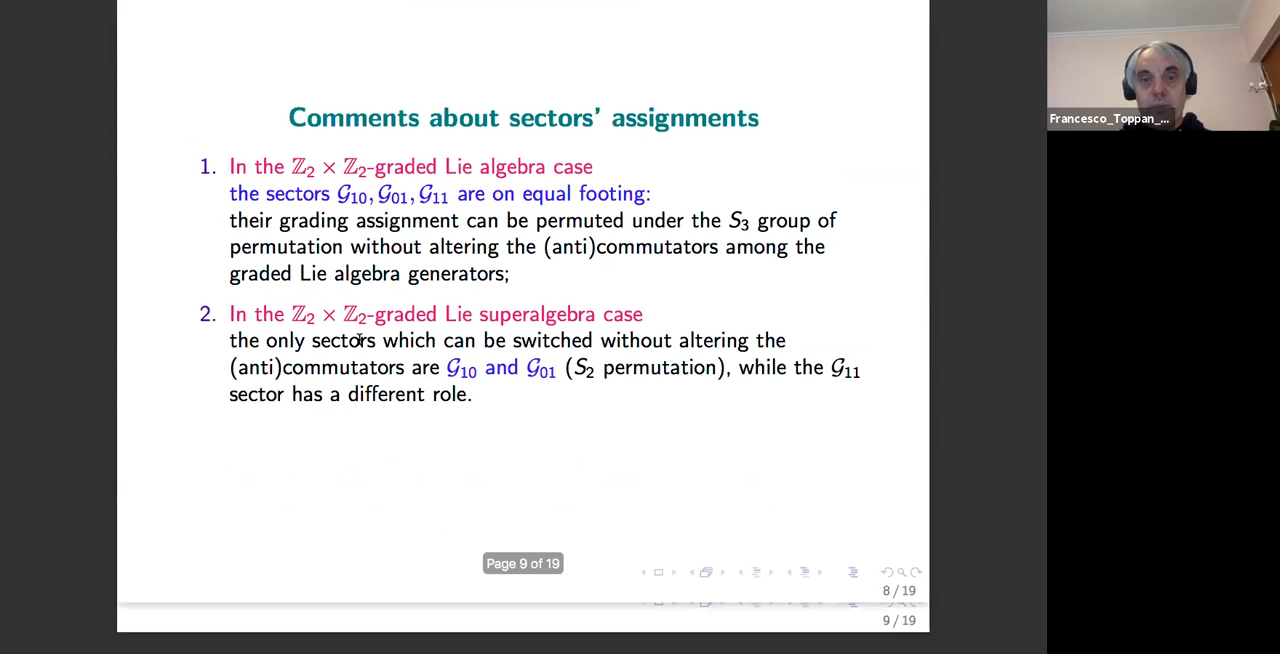 Comments about sectors' assignments
1. In the ℤ₂ × ℤ₂-graded Lie algebra case
the sectors 𝒢₁₀, 𝒢₀₁, 𝒢₁₁ are on equal footing:
their grading assignment can be permuted under the S₃ group of
permutation without altering the (anti)commutators among the
graded Lie algebra generators;
2. In the ℤ₂ × ℤ₂-graded Lie superalgebra case
the only sectors which can be switched without altering the
(anti)commutators are 𝒢₁₀ and 𝒢₀₁ (S₂ permutation), while the 𝒢₁₁
sector has a different role.
Page 9 of 19
8 / 19
9 / 19
Francesco_Toppan_...